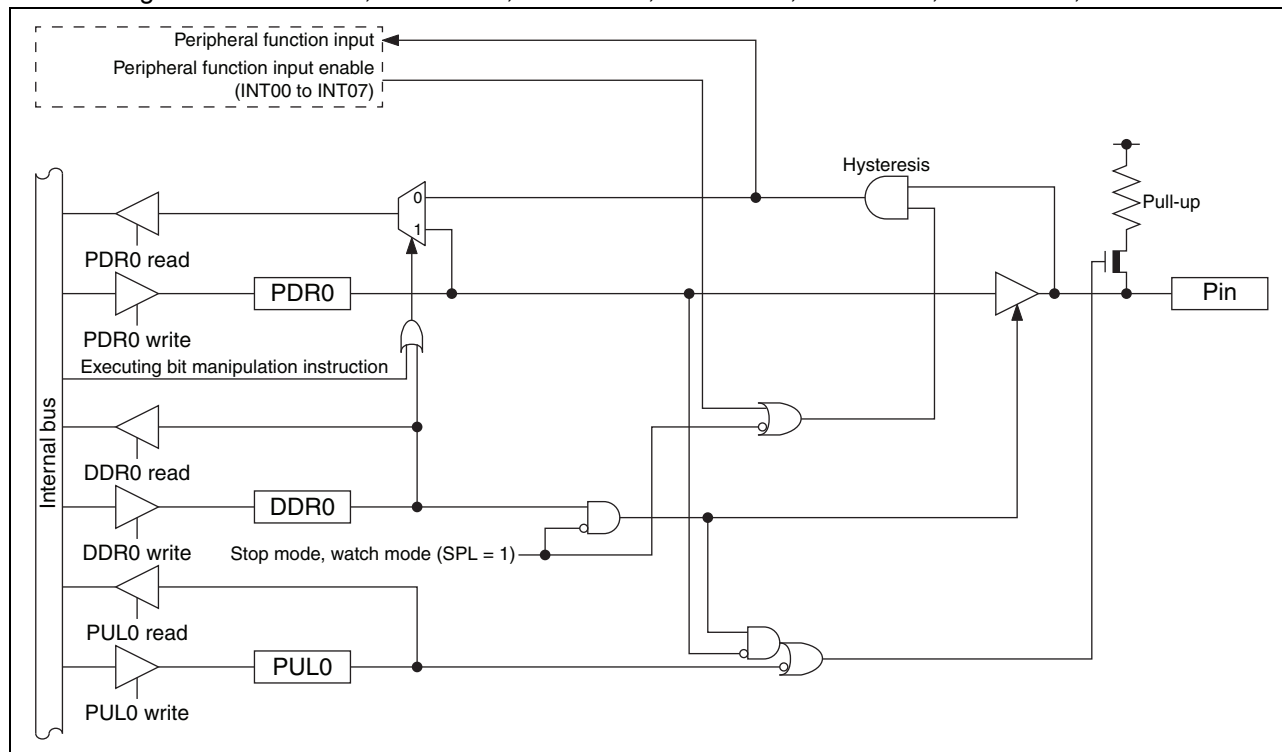 Peripheral function input
Peripheral function input enable
(INT00 to INT07)
Hysteresis
0
Pull-up
1
PDR0 read
PDR0
Pin
PDR0 write
Executing bit manipulation instruction
Internal bus
DDR0 read
DDR0
DDR0 write
Stop mode, watch mode (SPL = 1)
PUL0 read
PUL0
PUL0 write